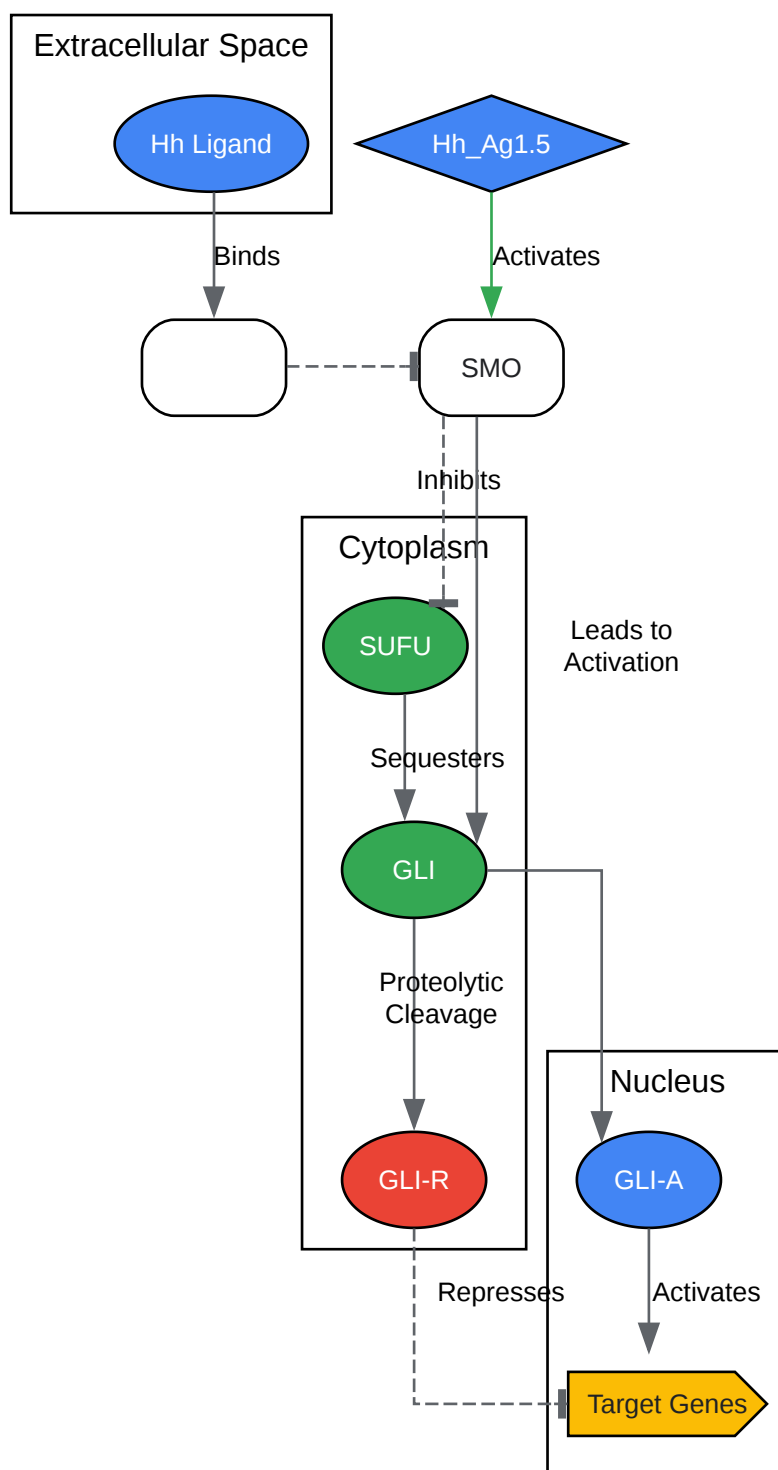 Extracellular Space
Hh Ligand
Hh_Ag1.5
Binds
Activates
SMO
Inhibits
Cytoplasm
SUFU
Leads to
Activation
Sequesters
GLI
Proteolytic
Cleavage
Nucleus
GLI-R
GLI-A
Represses
Activates
Target Genes